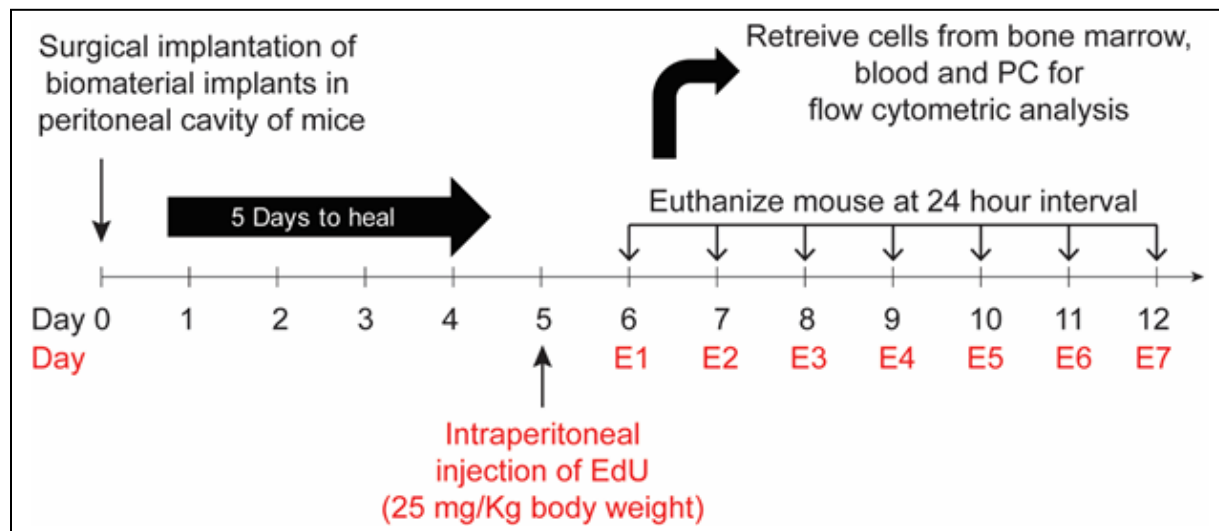 Surgical implantation of
biomaterial implants in
peritoneal cavity of mice
Retreive cells from bone marrow,
blood and PC for
flow cytometric analysis
5 Days to heal
Euthanize mouse at 24 hour interval
Day 0 1 2 3 4 5 6 7 8 9 10 11 12
Day E1 E2 E3 E4 E5 E6 E7
Intraperitoneal
injection of EdU
(25 mg/Kg body weight)